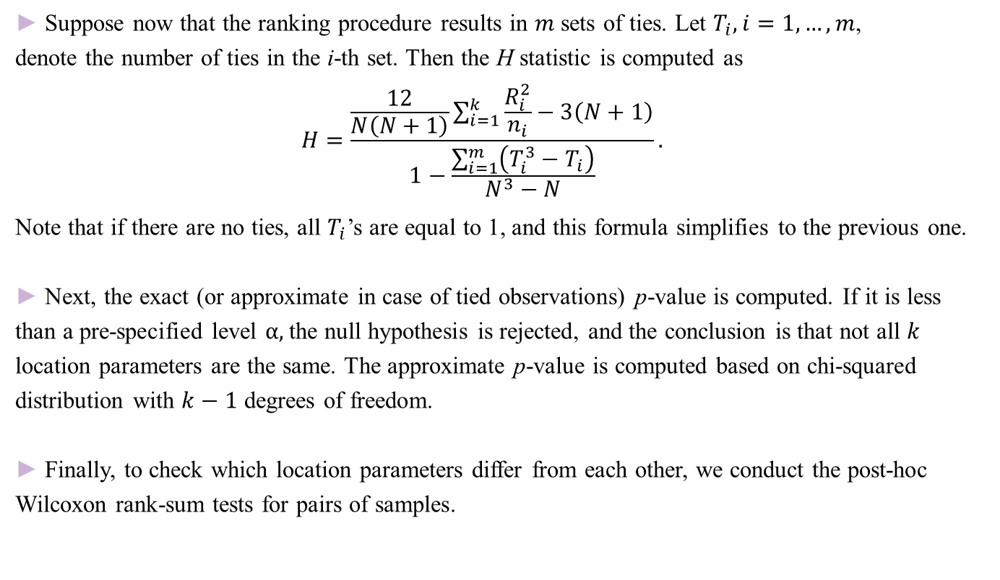 ► Suppose now that the ranking procedure results in m sets of ties. Let Tᵢ, i = 1, … , m,
denote the number of ties in the i-th set. Then the H statistic is computed as
H = \frac{\frac{12}{N(N + 1)} \sum_{i=1}^{k} \frac{R_i^2}{n_i} − 3(N + 1)}{1 − \frac{\sum_{i=1}^{m} (T_i^3 − T_i)}{N^3 − N}}.
Note that if there are no ties, all Tᵢ’s are equal to 1, and this formula simplifies to the previous one.
► Next, the exact (or approximate in case of tied observations) p-value is computed. If it is less
than a pre-specified level α, the null hypothesis is rejected, and the conclusion is that not all k
location parameters are the same. The approximate p-value is computed based on chi-squared
distribution with k − 1 degrees of freedom.
► Finally, to check which location parameters differ from each other, we conduct the post-hoc
Wilcoxon rank-sum tests for pairs of samples.